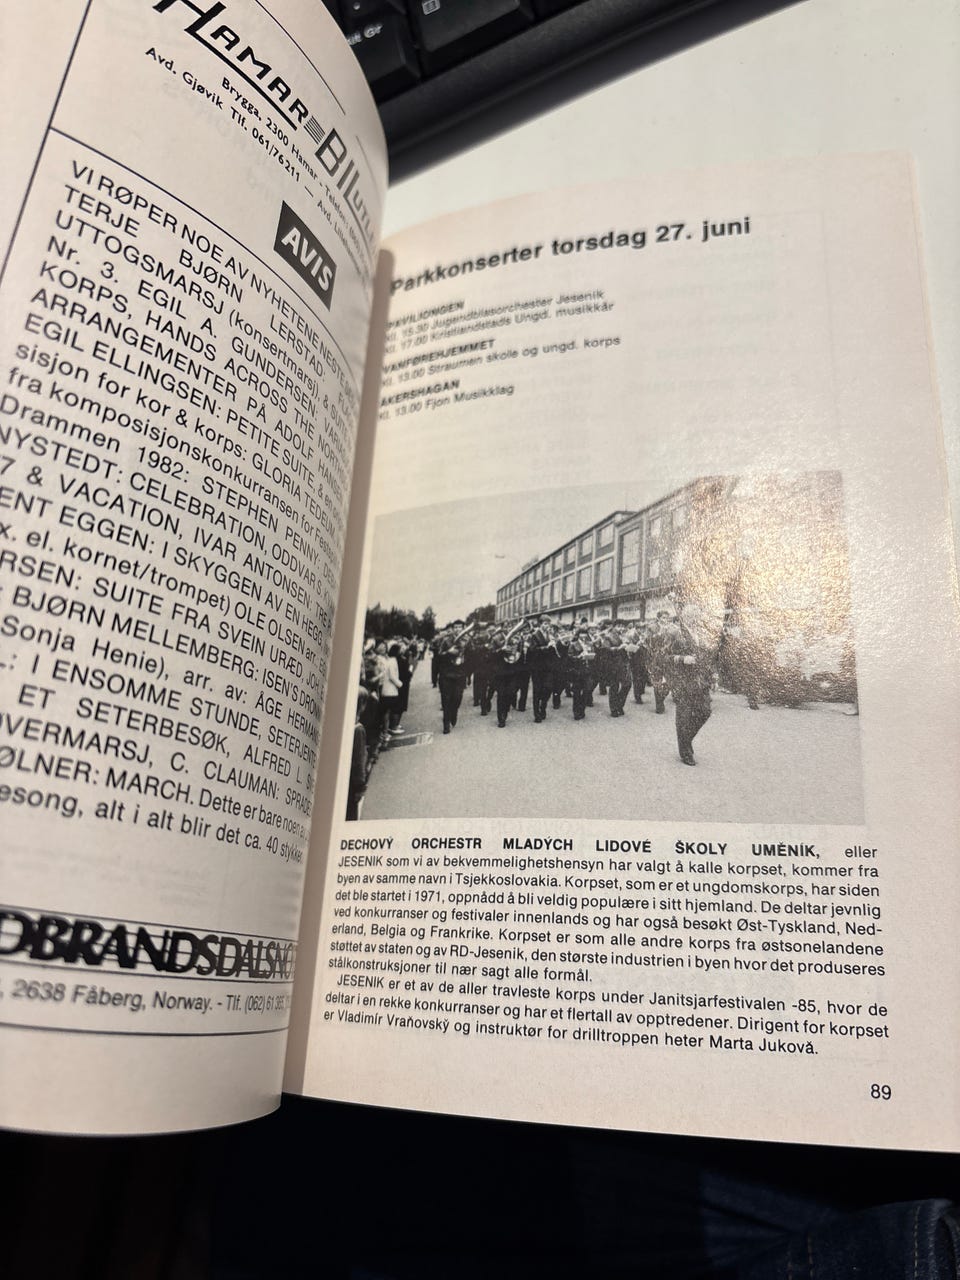 HAMAR BIL
Brygga, 2300 Hamar - Telefon
Avd. Gjøvik Tlf. 061/76211 — Avd.
AVIS
VI RØPER NOE AV NYHETENE NESTE
TERJE BJØRN LERSTAD:
UTTOGSMARSJ (konsertmarsj), & SUITE
Nr. 3. EGIL A. GUNDERSEN:
KORPS, HANDS ACROSS THE
ARRANGEMENTER PÅ ADOLF HANSEN
EGIL ELLINGSEN: PETITE SUITE, &
sisjon for kor & korps: GLORIA TEDEUM
fra komposisjonskonkurransen for
Drammen 1982: STEPHEN PENNY:
NYSTEDT: CELEBRATION, ODDVAR S.
7 & VACATION, IVAR ANTONSEN:
ENT EGGEN: I SKYGGEN AV EN HEGG
x. el. kornet/trompet) OLE OLSEN arr.
RSEN: SUITE FRA SVEIN URÆD,
BJØRN MELLEMBERG: ISEN'S
Sonja Henie), arr. av: ÅGE
I ENSOMME STUNDE, SETERJENTE
ET SETERBESØK, ALFRED
VERMARSJ, C. CLAUMAN:
ØLNER: MARCH. Dette er bare noen
esong, alt i alt blir det ca. 40
DBRANDSDALSNO
2638 Fåberg, Norway. - Tlf. (062) 61
Parkkonserter torsdag 27. juni
PAVILJONGEN
kl. 15.30 Jugendblasorchester Jesenik
kl. 17.00 Kristiandstads Ungd. musikkår
VANFØREHJEMMET
kl. 13.00 Straumen skole og ungd. korps
AKERSHAGAN
Kl. 13.00 Fjon Musikklag
DECHOVÝ ORCHESTR MLADÝCH LIDOVÉ ŠKOLY UMĚNÍK, eller
JESENIK som vi av bekvemmelighetshensyn har valgt å kalle korpset, kommer fra
byen av samme navn i Tsjekkoslovakia. Korpset, som er et ungdomskorps, har siden
det ble startet i 1971, oppnådd å bli veldig populære i sitt hjemland. De deltar jevnlig
ved konkurranser og festivaler innenlands og har også besøkt Øst-Tyskland, Ned-
erland, Belgia og Frankrike. Korpset er som alle andre korps fra østsonelandene
støttet av staten og av RD-Jesenik, den største industrien i byen hvor det produseres
stålkonstruksjoner til nær sagt alle formål.
JESENIK er et av de aller travleste korps under Janitsjarfestivalen -85, hvor de
deltar i en rekke konkurranser og har et flertall av opptredener. Dirigent for korpset
er Vladimír Vraňovský og instruktør for drilltroppen heter Marta Juková.
89